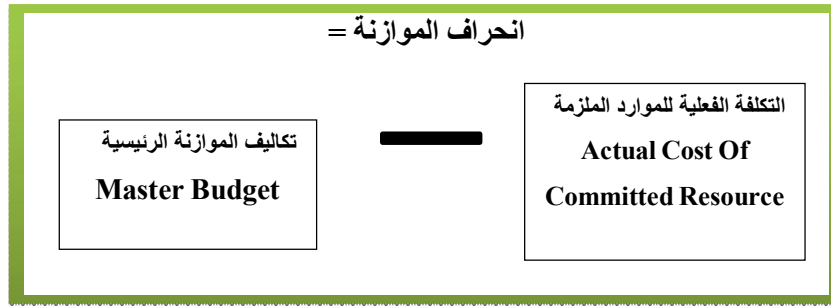 انحراف الموازنة =
التكلفة الفعلية للموارد الملزمة
Actual Cost Of
Committed Resource
تكاليف الموازنة الرئيسية
Master Budget